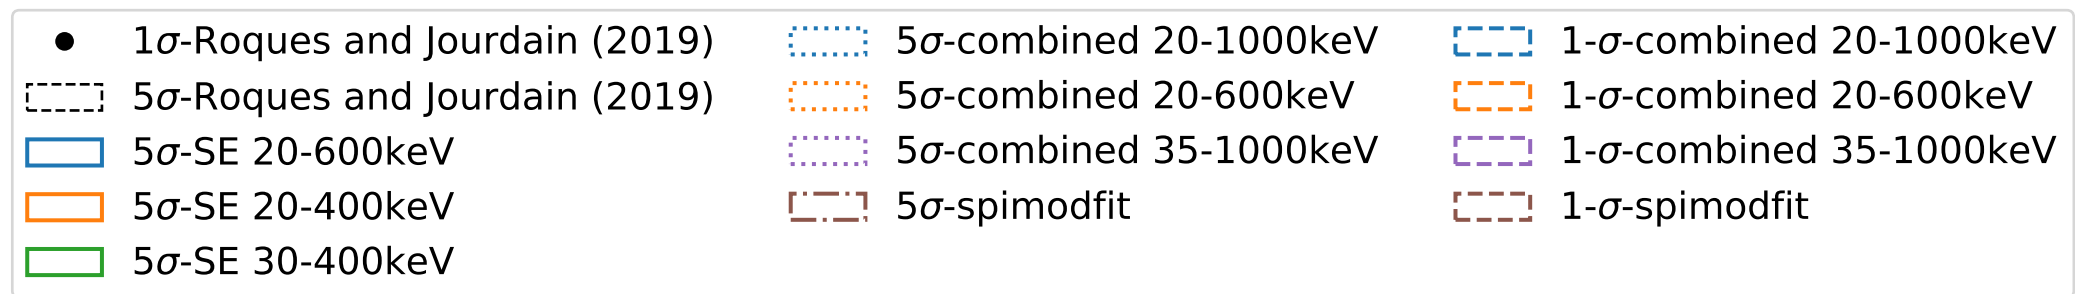 1σ-Roques and Jourdain (2019)
5σ-Roques and Jourdain (2019)
5σ-SE 20-600keV
5σ-SE 20-400keV
5σ-SE 30-400keV
5σ-combined 20-1000keV
5σ-combined 20-600keV
5σ-combined 35-1000keV
5σ-spimodfit
1-σ-combined 20-1000keV
1-σ-combined 20-600keV
1-σ-combined 35-1000keV
1-σ-spimodfit